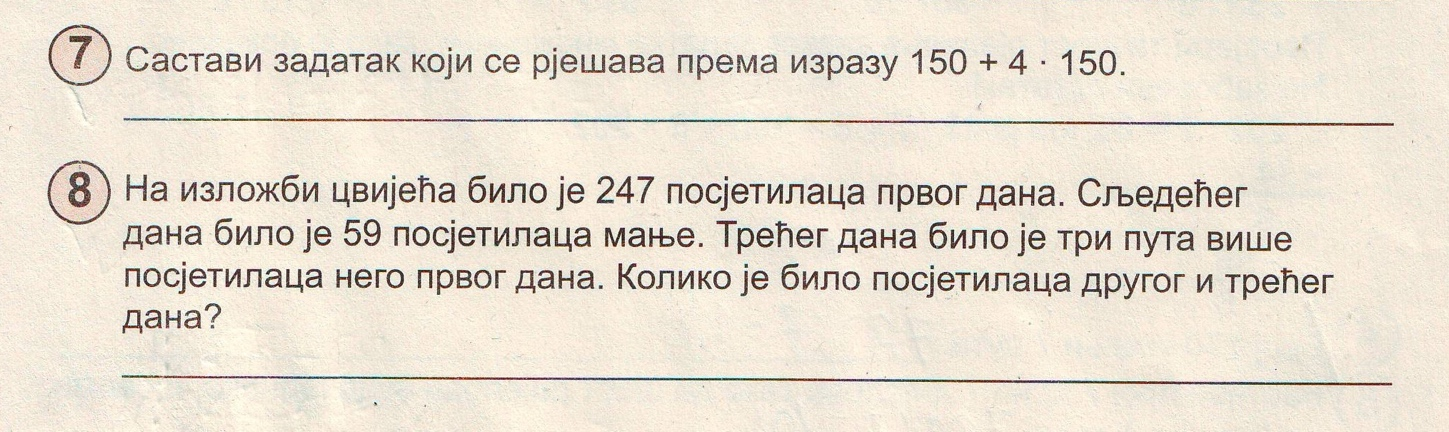 7 Састави задатак који се рјешава према изразу 150 + 4 · 150.
8 На изложби цвијећа било је 247 посјетилаца првог дана. Сљедећег
дана било је 59 посјетилаца мање. Трећег дана било је три пута више
посјетилаца него првог дана. Колико је било посјетилаца другог и трећег
дана?